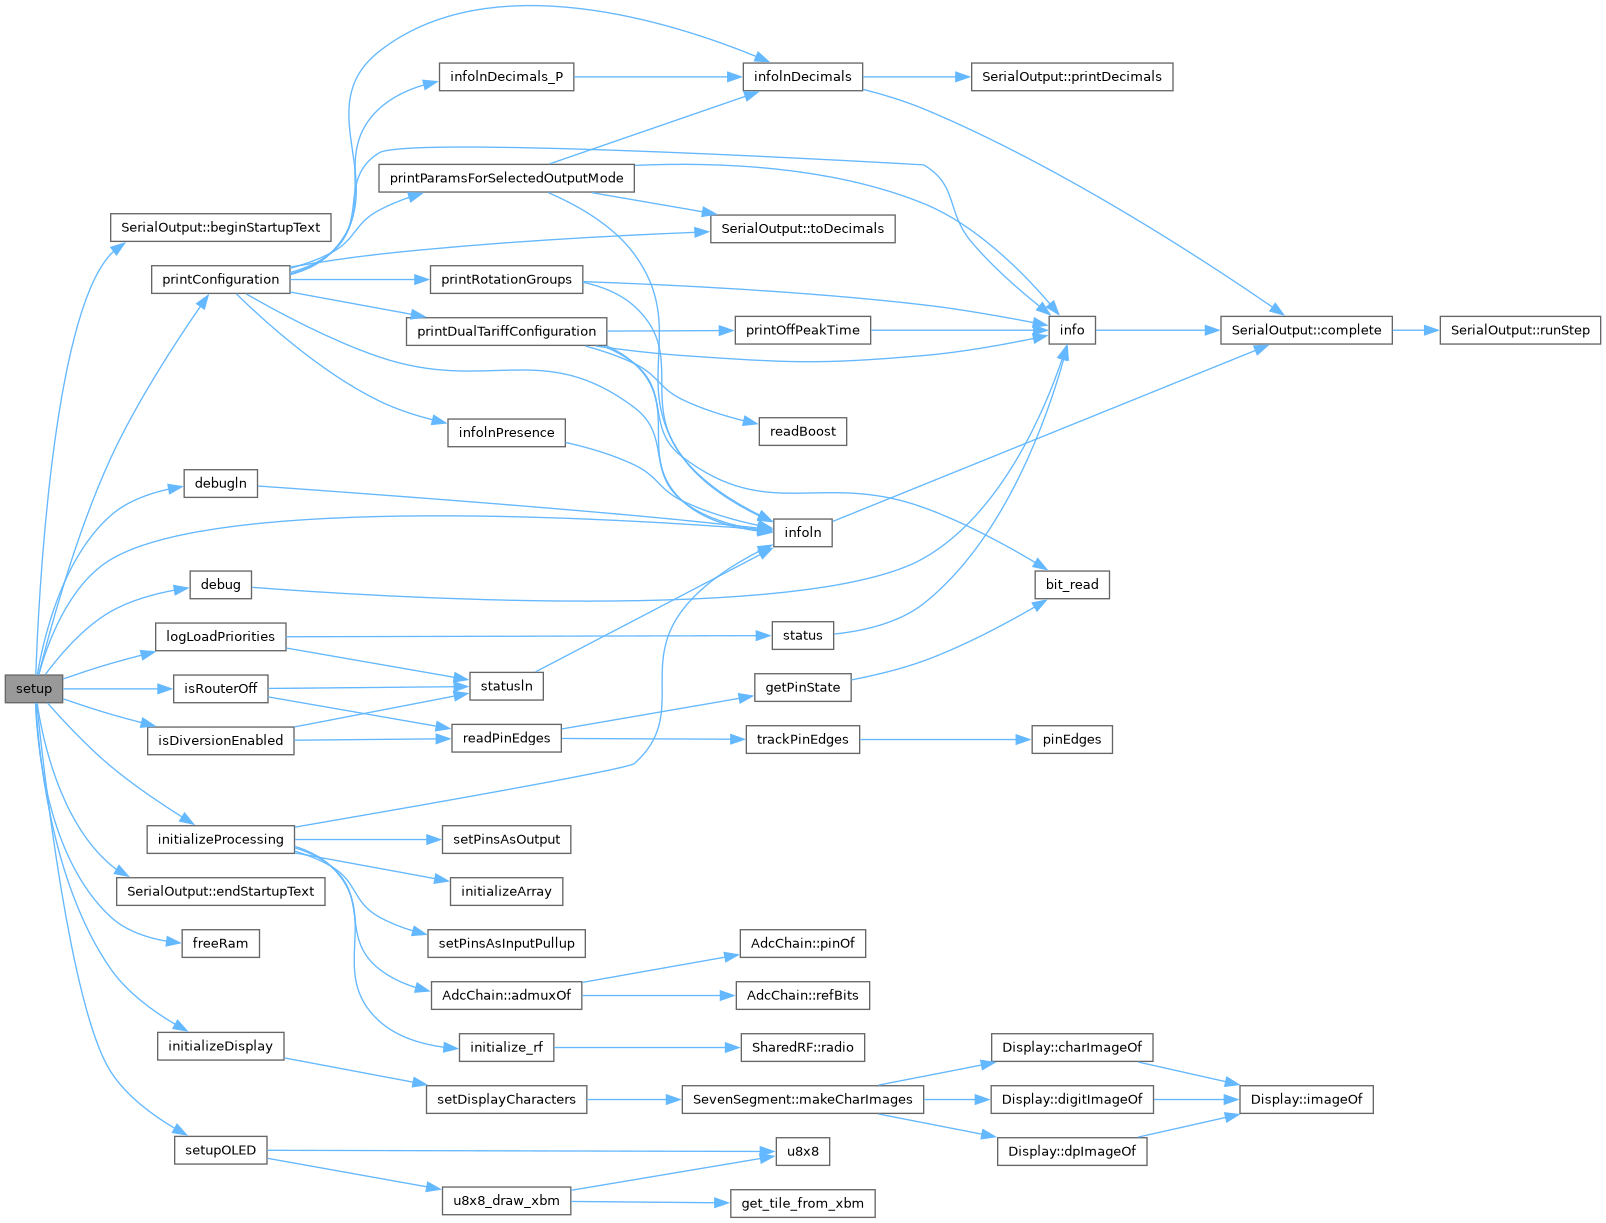 infolnDecimals_P
infolnDecimals
SerialOutput::printDecimals
printParamsForSelectedOutputMode
SerialOutput::beginStartupText
SerialOutput::toDecimals
printConfiguration
printRotationGroups
printDualTariffConfiguration
printOffPeakTime
info
SerialOutput::complete
SerialOutput::runStep
infolnPresence
readBoost
debugln
infoln
debug
bit_read
logLoadPriorities
status
setup
isRouterOff
statusln
getPinState
isDiversionEnabled
readPinEdges
trackPinEdges
pinEdges
initializeProcessing
setPinsAsOutput
SerialOutput::endStartupText
initializeArray
freeRam
setPinsAsInputPullup
AdcChain::pinOf
AdcChain::admuxOf
AdcChain::refBits
initializeDisplay
initialize_rf
SharedRF::radio
Display::charImageOf
setDisplayCharacters
SevenSegment::makeCharImages
Display::digitImageOf
Display::imageOf
setupOLED
u8x8
Display::dpImageOf
u8x8_draw_xbm
get_tile_from_xbm